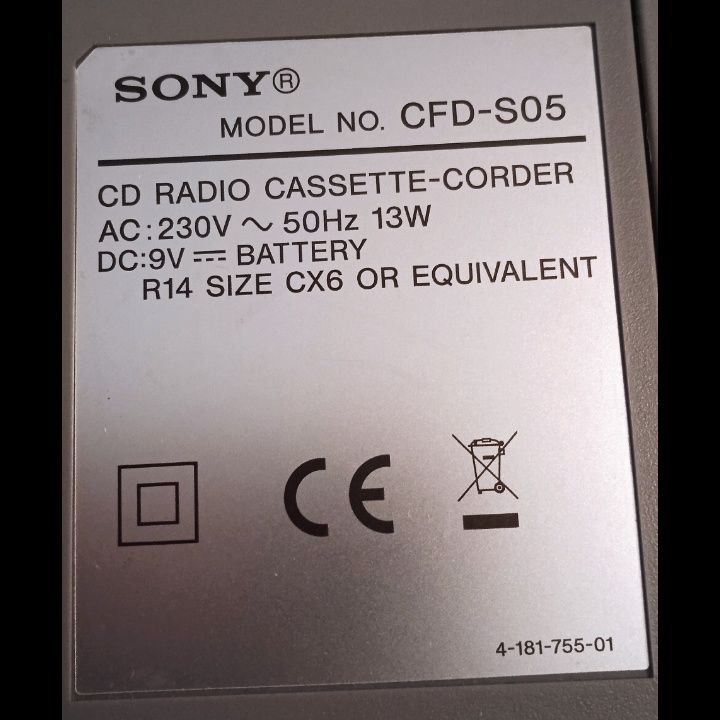 SONY®
MODEL NO. CFD-S05
CD RADIO CASSETTE-CORDER
AC:230V ～ 50Hz 13W
DC:9V ⎓ BATTERY
R14 SIZE CX6 OR EQUIVALENT
CE
4-181-755-01